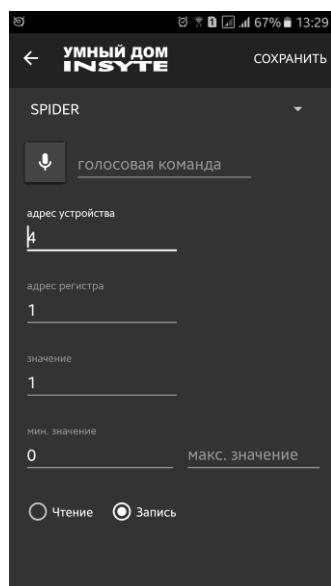 67% 13:29
УМНЫЙ ДОМ
INSYTE
СОХРАНИТЬ
SPIDER
голосовая команда
адрес устройства
4
адрес регистра
1
значение
1
мин. значение
0 макс. значение
Чтение Запись